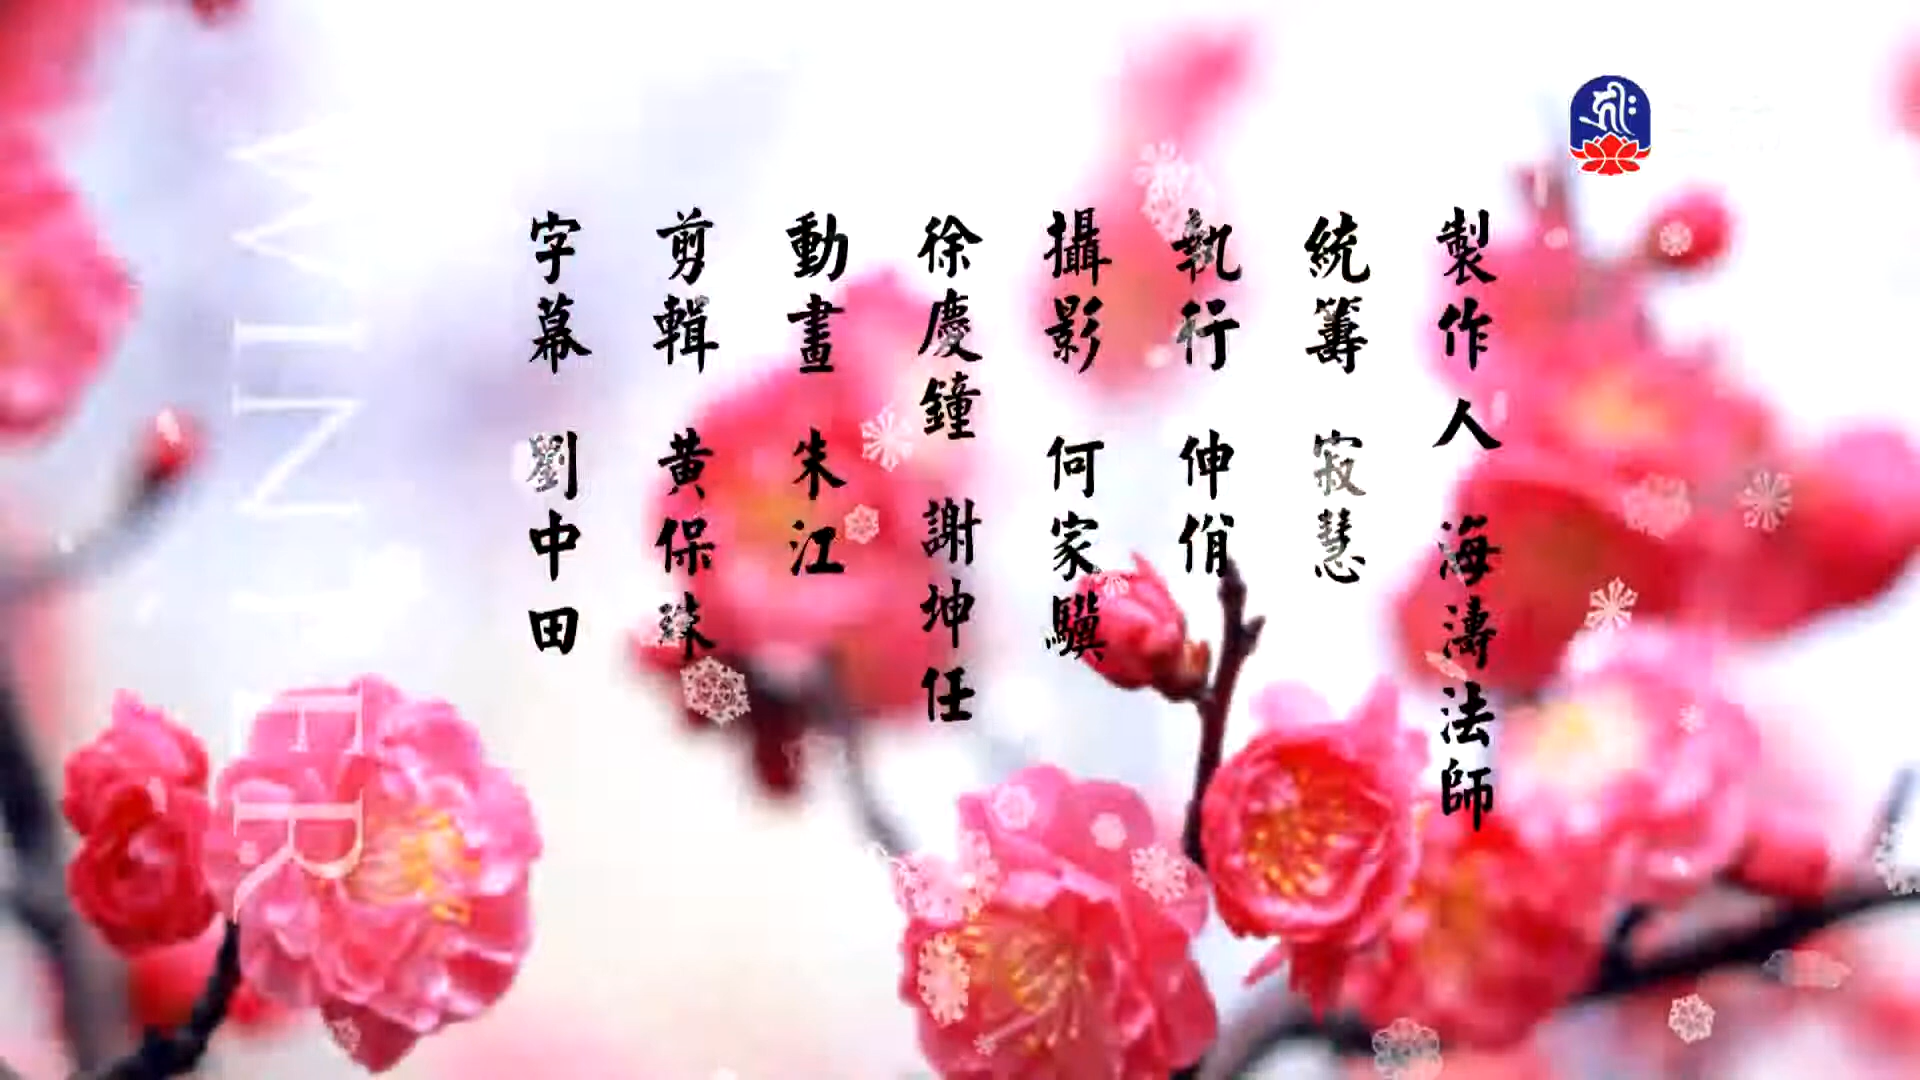 製作人 海濤法師
統籌 寂慧
執行 仲俏
攝影 何家驥
徐慶鐘 謝坤任
動畫 朱江
剪輯 黃保珠
字幕 劉中田
WINTER